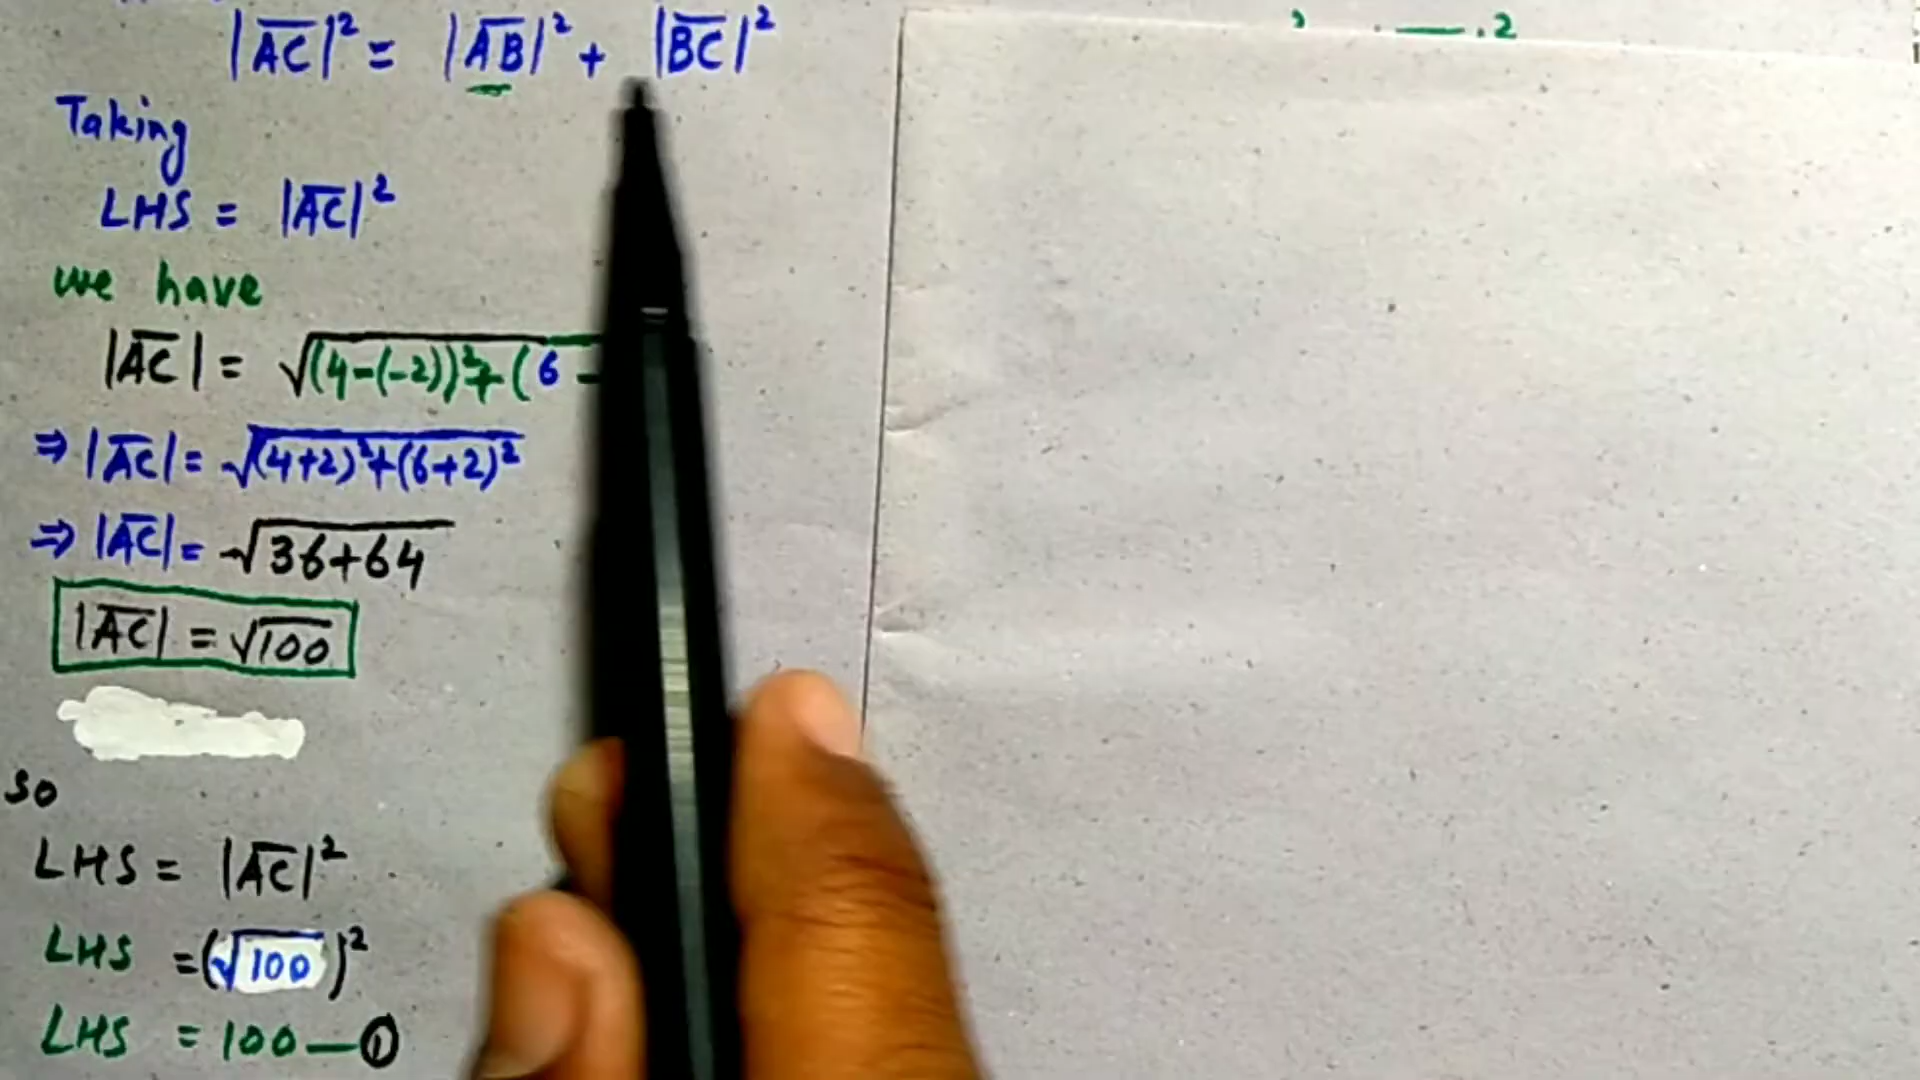 |AC|² = |AB|² + |BC|²
Taking
LHS = |AC|²
we have
|AC| = √(4-(-2))²+(6 -
⇒ |AC| = √(4+2)²+(6+2)²
⇒ |AC| = √36+64
|AC| = √100
so
LHS = |AC|²
LHS = (√100)²
LHS = 100 — ①